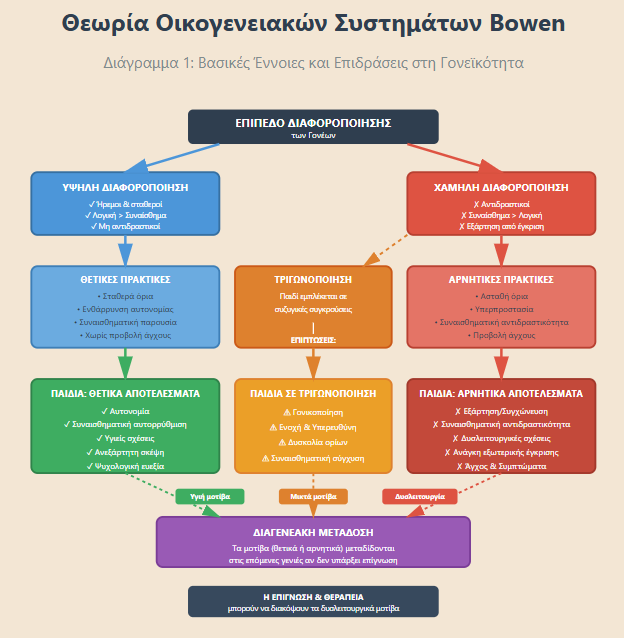 Θεωρία Οικογενειακών Συστημάτων Bowen
Διάγραμμα 1: Βασικές Έννοιες και Επιδράσεις στη Γονεϊκότητα
ΕΠΙΠΕΔΟ ΔΙΑΦΟΡΟΠΟΙΗΣΗΣ
των Γονέων
ΥΨΗΛΗ ΔΙΑΦΟΡΟΠΟΙΗΣΗ
✓ Ήρεμοι & σταθεροί
✓ Λογική > Συναίσθημα
✓ Μη αντιδραστικοί
ΧΑΜΗΛΗ ΔΙΑΦΟΡΟΠΟΙΗΣΗ
✗ Αντιδραστικοί
✗ Συναίσθημα > Λογική
✗ Εξάρτηση από έγκριση
ΘΕΤΙΚΕΣ ΠΡΑΚΤΙΚΕΣ
• Σταθερά όρια
• Ενθάρρυνση αυτονομίας
• Συναισθηματική παρουσία
• Χωρίς προβολή άγχους
ΤΡΙΓΩΝΟΠΟΙΗΣΗ
Παιδί εμπλέκεται σε
συζυγικές συγκρούσεις
ΕΠΙΠΤΩΣΕΙΣ:
ΑΡΝΗΤΙΚΕΣ ΠΡΑΚΤΙΚΕΣ
• Ασταθή όρια
• Υπερπροστασία
• Συναισθηματική αντιδραστικότητα
• Προβολή άγχους
ΠΑΙΔΙΑ: ΘΕΤΙΚΑ ΑΠΟΤΕΛΕΣΜΑΤΑ
✓ Αυτονομία
✓ Συναισθηματική αυτορρύθμιση
✓ Υγιείς σχέσεις
✓ Ανεξάρτητη σκέψη
✓ Ψυχολογική ευεξία
ΠΑΙΔΙΑ ΣΕ ΤΡΙΓΩΝΟΠΟΙΗΣΗ
⚠ Γονικοποίηση
⚠ Ενοχή & Υπερευθύνη
⚠ Δυσκολία ορίων
⚠ Συναισθηματική σύγχυση
ΠΑΙΔΙΑ: ΑΡΝΗΤΙΚΑ ΑΠΟΤΕΛΕΣΜΑΤΑ
✗ Εξάρτηση/Συγχώνευση
✗ Συναισθηματική αντιδραστικότητα
✗ Δυσλειτουργικές σχέσεις
✗ Ανάγκη εξωτερικής έγκρισης
✗ Άγχος & Συμπτώματα
Υγιή μοτίβα
Μικτά μοτίβα
Δυσλειτουργία
ΔΙΑΓΕΝΕΑΚΗ ΜΕΤΑΔΟΣΗ
Τα μοτίβα (θετικά ή αρνητικά) μεταδίδονται
στις επόμενες γενιές αν δεν υπάρξει επίγνωση
Η ΕΠΙΓΝΩΣΗ & ΘΕΡΑΠΕΙΑ
μπορούν να διακόψουν τα δυσλειτουργικά μοτίβα